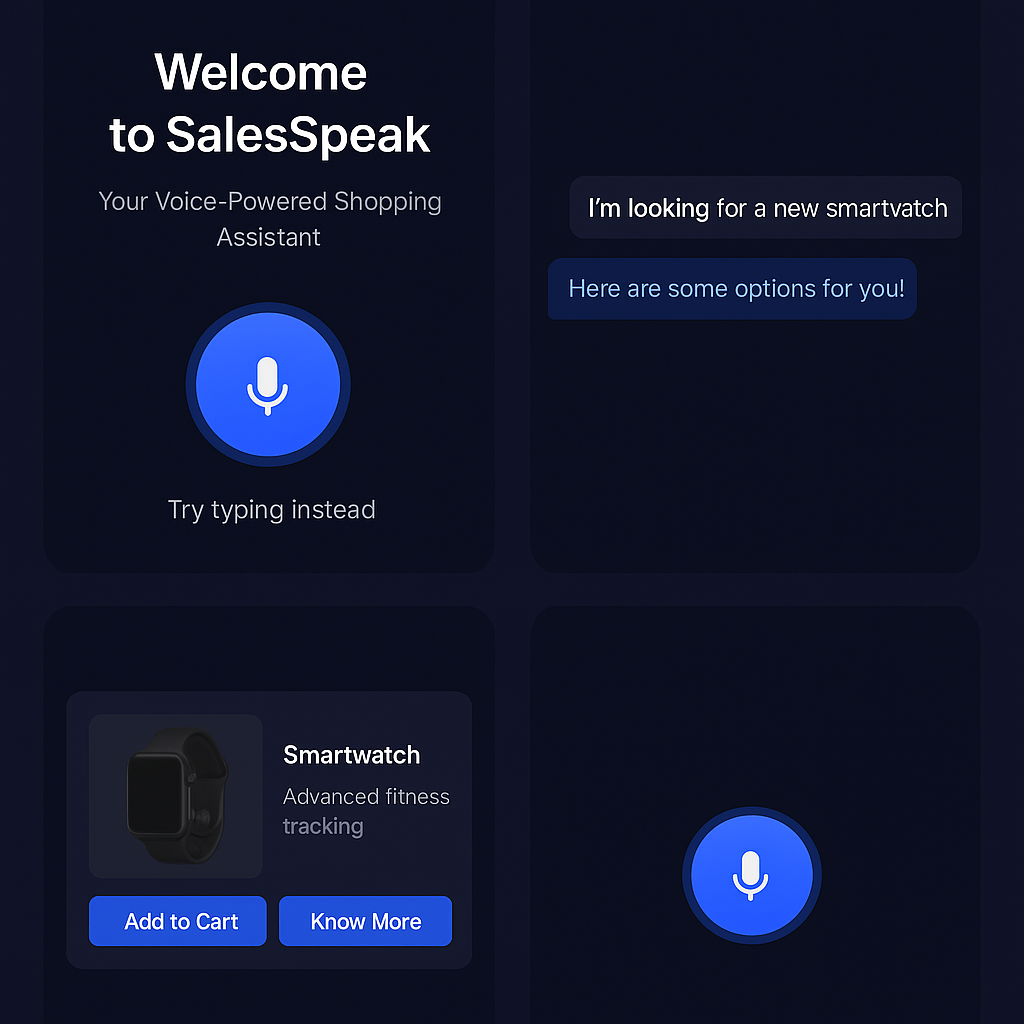 Welcome
to SalesSpeak
Your Voice-Powered Shopping
Assistant
Try typing instead
I'm looking for a new smartvatch
Here are some options for you!
Smartwatch
Advanced fitness
tracking
Add to Cart
Know More